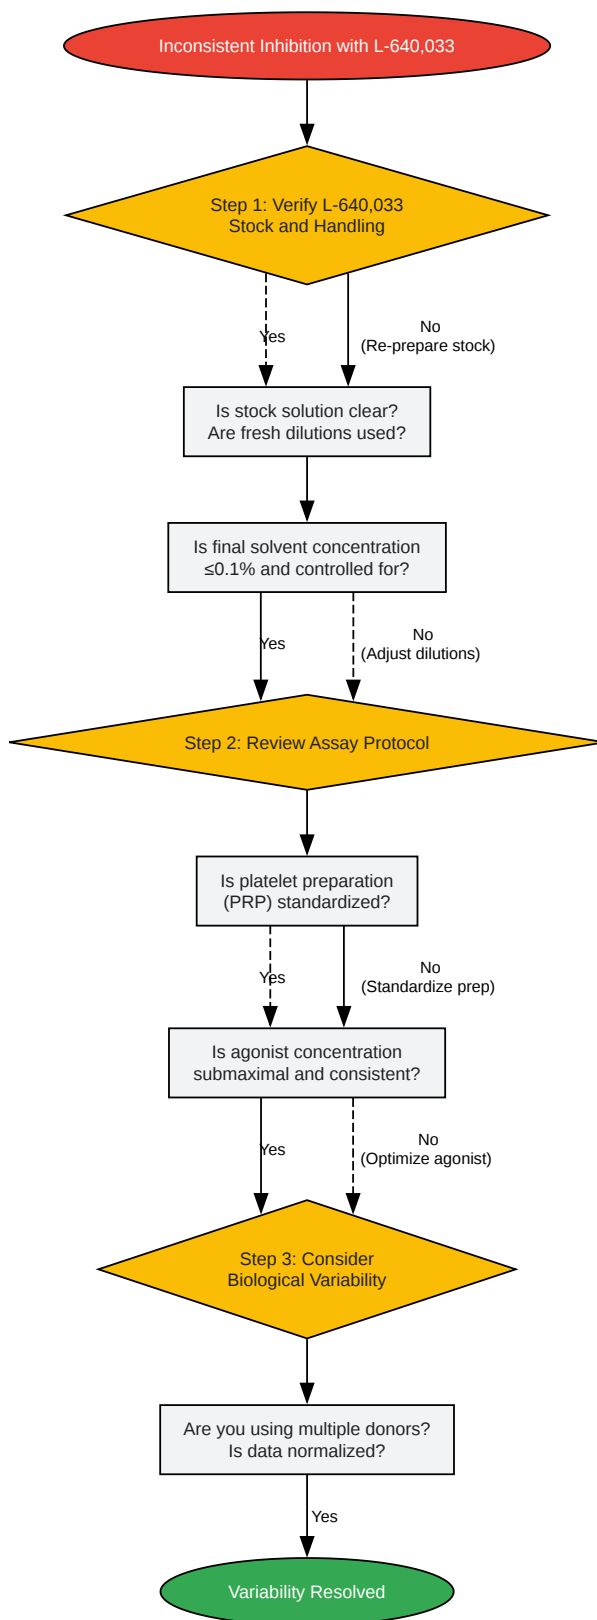 Inconsistent Inhibition with L-640,033
Step 1: Verify L-640,033
Stock and Handling
Yes
No
(Re-prepare stock)
Is stock solution clear?
Are fresh dilutions used?
Is final solvent concentration
≤0.1% and controlled for?
Yes
No
(Adjust dilutions)
Step 2: Review Assay Protocol
Is platelet preparation
(PRP) standardized?
Yes
No
(Standardize prep)
Is agonist concentration
submaximal and consistent?
Yes
No
(Optimize agonist)
Step 3: Consider
Biological Variability
Are you using multiple donors?
Is data normalized?
Yes
Variability Resolved